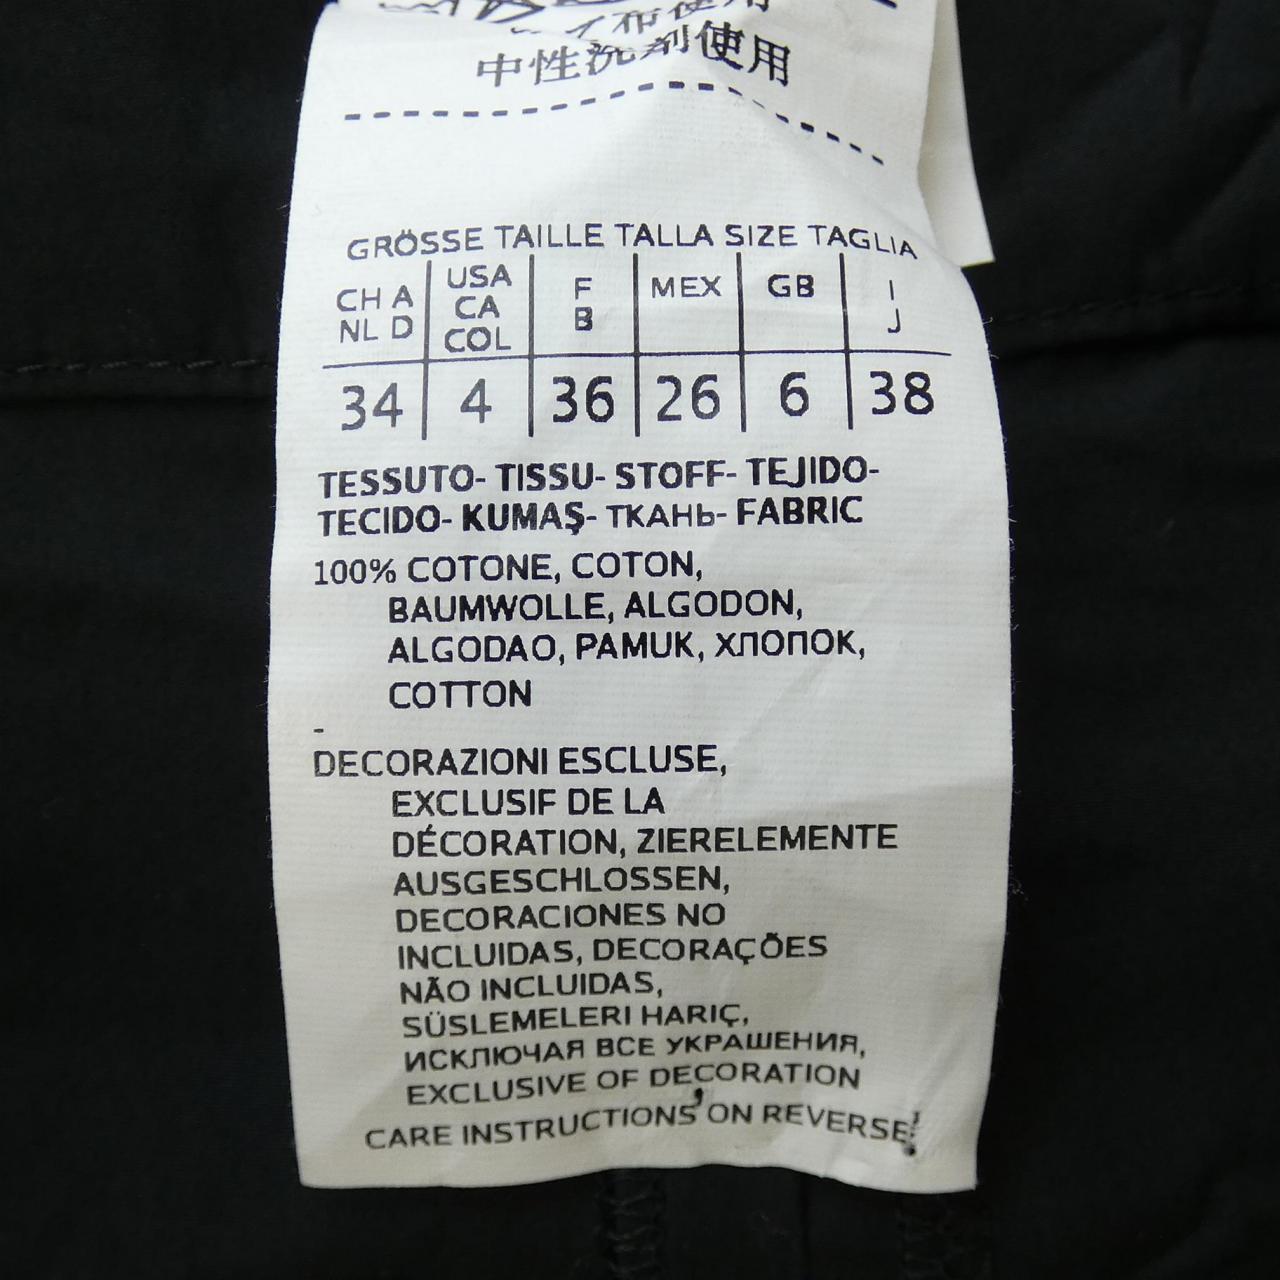 布使用
中性洗剤使用
GRÖSSE TAILLE TALLA SIZE TAGLIA
CH A NL D | USA CA COL | F B | MEX | GB | I J
34 | 4 | 36 | 26 | 6 | 38
TESSUTO- TISSU- STOFF- TEJIDO-
TECIDO- KUMAŞ- ТКАНЬ- FABRIC
100% COTONE, COTON,
BAUMWOLLE, ALGODON,
ALGODAO, PAMUK, ХЛОПОК,
COTTON
-
DECORAZIONI ESCLUSE,
EXCLUSIF DE LA
DÉCORATION, ZIERELEMENTE
AUSGESCHLOSSEN,
DECORACIONES NO
INCLUIDAS, DECORAÇÕES
NÃO INCLUIDAS,
SÜSLEMELERI HARIÇ,
ИСКЛЮЧАЯ ВСЕ УКРАШЕНИЯ,
EXCLUSIVE OF DECORATION
CARE INSTRUCTIONS ON REVERSE